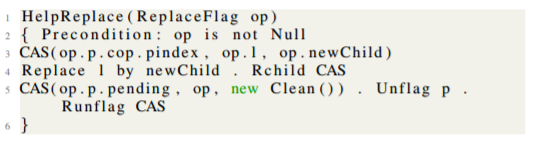 1 HelpReplace(ReplaceFlag op)
2 { Precondition: op is not Null
3 CAS(op.p.cop.pindex, op.l, op.newChild)
4 Replace l by newChild . Rchild CAS
5 CAS(op.p.pending, op, new Clean()) . Unflag p .
Runflag CAS
6 }